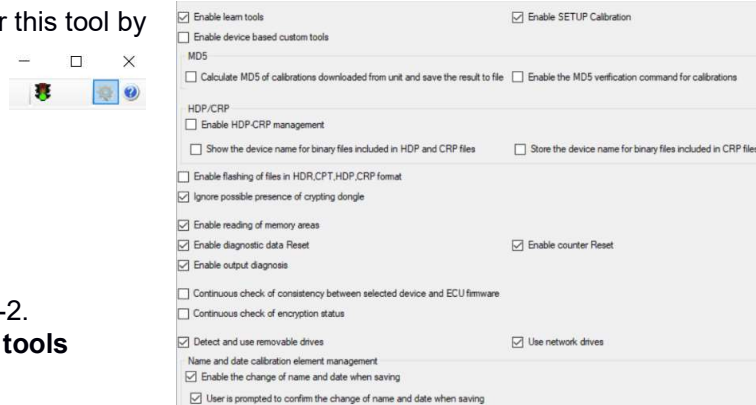 r this tool by
-2.
tools
Enable learn tools
Enable SETUP Calibration
Enable device based custom tools
MD5
Calculate MD5 of calibrations downloaded from unit and save the result to file
Enable the MD5 verification command for calibrations
HDP/CRP
Enable HDP-CRP management
Show the device name for binary files included in HDP and CRP files
Store the device name for binary files included in CRP files
Enable flashing of files in HDR,CPT,HDP,CRP format
Ignore possible presence of crypting dongle
Enable reading of memory areas
Enable diagnostic data Reset
Enable counter Reset
Enable output diagnosis
Continuous check of consistency between selected device and ECU firmware
Continuous check of encryption status
Detect and use removable drives
Use network drives
Name and date calibration element management
Enable the change of name and date when saving
User is prompted to confirm the change of name and date when saving